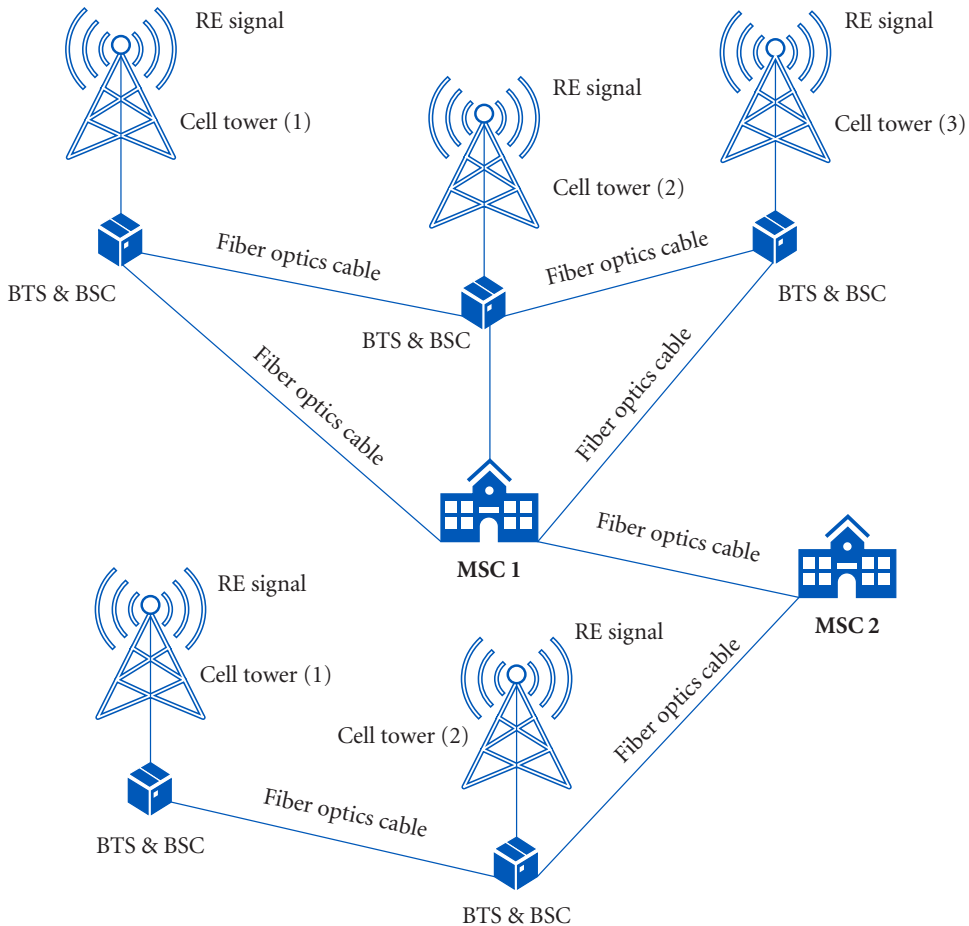 RE signal
Cell tower (1)
RE signal
Cell tower (2)
RE signal
Cell tower (3)
Fiber optics cable
Fiber optics cable
BTS & BSC
BTS & BSC
BTS & BSC
Fiber optics cable
Fiber optics cable
MSC 1
Fiber optics cable
MSC 2
RE signal
Cell tower (1)
RE signal
Cell tower (2)
Fiber optics cable
Fiber optics cable
BTS & BSC
BTS & BSC